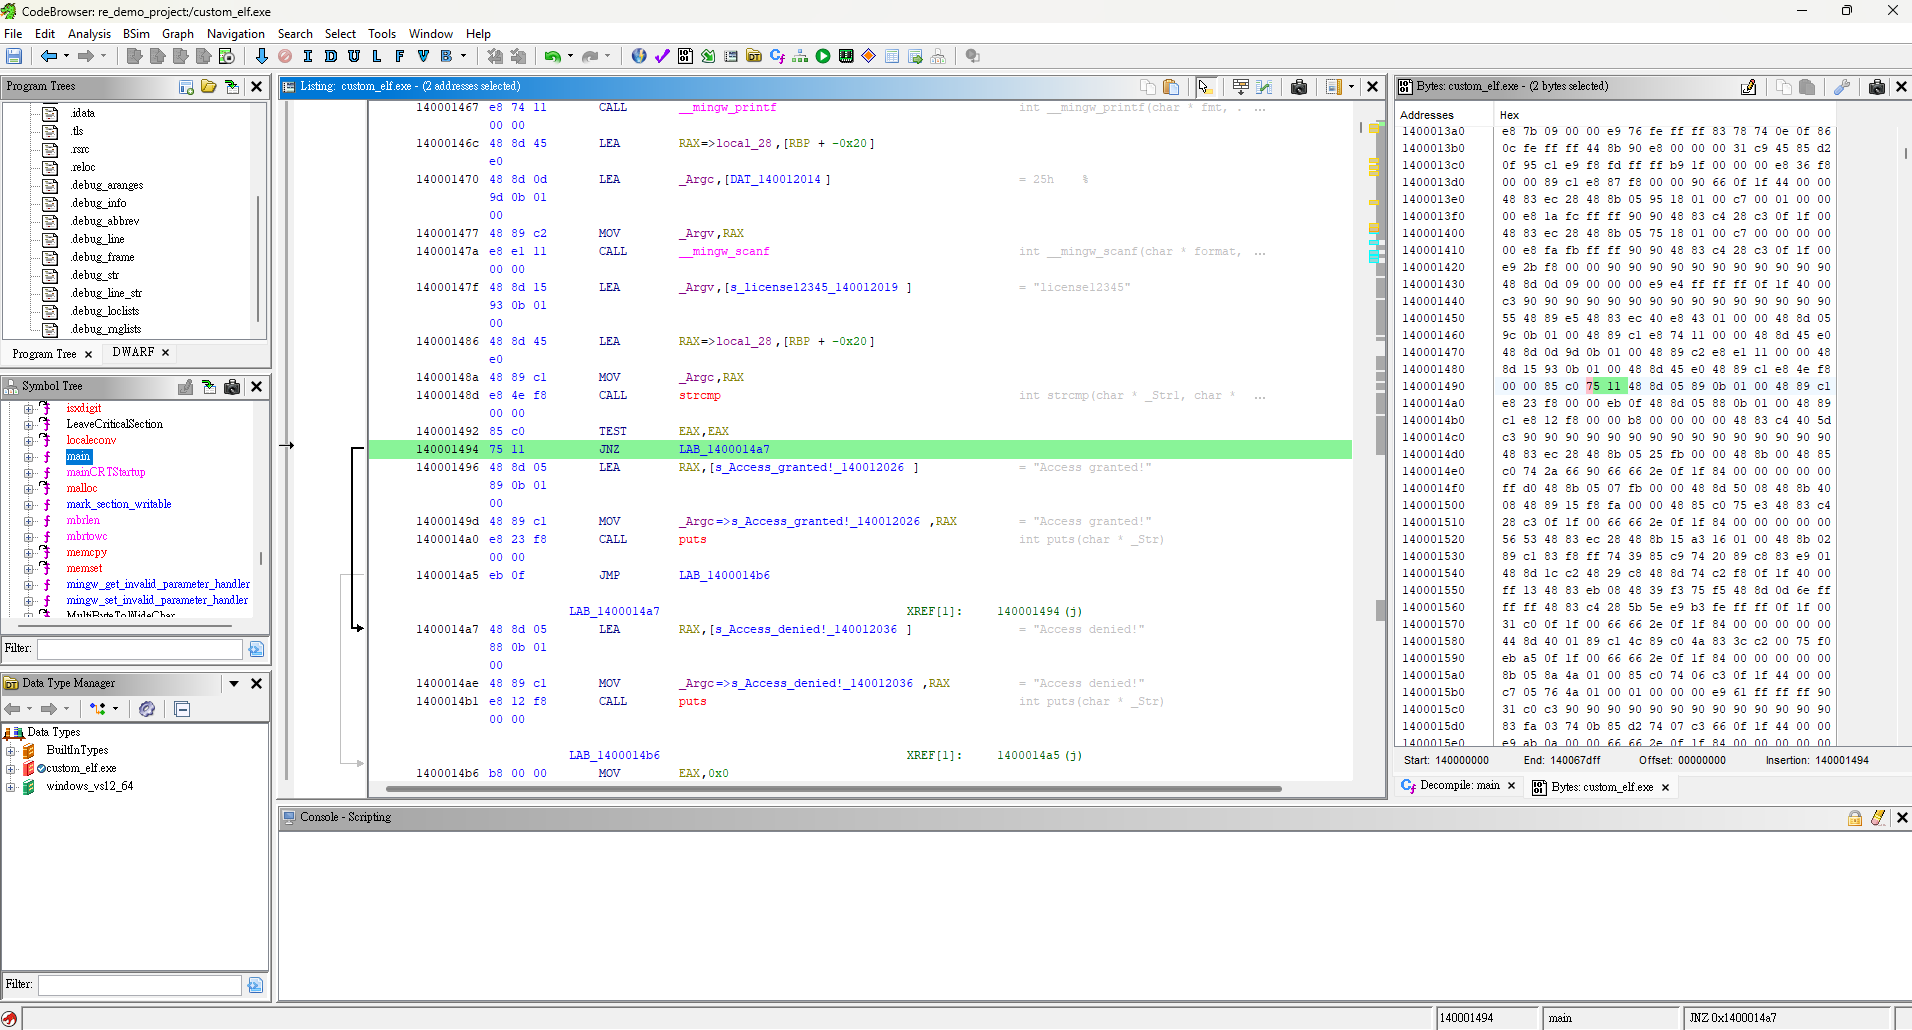 CodeBrowser: re_demo_project:/custom_elf.exe
File Edit Analysis BSim Graph Navigation Search Select Tools Window Help
I D U L F V B
Program Trees
.idata
.tls
.rsrc
.reloc
.debug_aranges
.debug_info
.debug_abbrev
.debug_line
.debug_frame
.debug_str
.debug_line_str
.debug_loclists
.debug_rnglists
Program Tree
DWARF
Symbol Tree
isxdigit
LeaveCriticalSection
localeconv
main
mainCRTStartup
malloc
mark_section_writable
mbrlen
mbrtowc
memcpy
memset
mingw_get_invalid_parameter_handler
mingw_set_invalid_parameter_handler
MultiByteToWideChar
Filter:
Data Type Manager
Data Types
BuiltInTypes
custom_elf.exe
windows_vs12_64
Filter:
Listing: custom_elf.exe - (2 addresses selected)
140001467 e8 74 11 CALL __mingw_printf int __mingw_printf(char * fmt, . ...
00 00
14000146c 48 8d 45 LEA RAX=>local_28,[RBP + -0x20]
e0
140001470 48 8d 0d LEA _Argc,[DAT_140012014] = 25h %
9d 0b 01
00
140001477 48 89 c2 MOV _Argv,RAX
14000147a e8 e1 11 CALL __mingw_scanf int __mingw_scanf(char * format, ...
00 00
14000147f 48 8d 15 LEA _Argv,[s_license12345_140012019 ] = "license12345"
93 0b 01
00
140001486 48 8d 45 LEA RAX=>local_28,[RBP + -0x20]
e0
14000148a 48 89 c1 MOV _Argc,RAX
14000148d e8 4e f8 CALL strcmp int strcmp(char * _Str1, char * ...
00 00
140001492 85 c0 TEST EAX,EAX
140001494 75 11 JNZ LAB_1400014a7
140001496 48 8d 05 LEA RAX,[s_Access_granted!_140012026 ] = "Access granted!"
89 0b 01
00
14000149d 48 89 c1 MOV _Argc=>s_Access_granted!_140012026 ,RAX = "Access granted!"
1400014a0 e8 23 f8 CALL puts int puts(char * _Str)
00 00
1400014a5 eb 0f JMP LAB_1400014b6
LAB_1400014a7 XREF[1]: 140001494(j)
1400014a7 48 8d 05 LEA RAX,[s_Access_denied!_140012036 ] = "Access denied!"
88 0b 01
00
1400014ae 48 89 c1 MOV _Argc=>s_Access_denied!_140012036 ,RAX = "Access denied!"
1400014b1 e8 12 f8 CALL puts int puts(char * _Str)
00 00
LAB_1400014b6 XREF[1]: 1400014a5(j)
1400014b6 b8 00 00 MOV EAX,0x0
Bytes: custom_elf.exe - (2 bytes selected)
Addresses Hex
1400013a0 e8 7b 09 00 00 e9 76 fe ff ff 83 78 74 0e 0f 86
1400013b0 0c fe ff ff 44 8b 90 e8 00 00 00 31 c9 45 85 d2
1400013c0 0f 95 c1 e9 f8 fd ff ff b9 1f 00 00 00 e8 36 f8
1400013d0 00 00 89 c1 e8 87 f8 00 00 90 66 0f 1f 44 00 00
1400013e0 48 83 ec 28 48 8b 05 95 18 01 00 c7 00 01 00 00
1400013f0 00 e8 1a fc ff ff 90 90 48 83 c4 28 c3 0f 1f 00
140001400 48 83 ec 28 48 8b 05 75 18 01 00 c7 00 00 00 00
140001410 00 e8 fa fb ff ff 90 90 48 83 c4 28 c3 0f 1f 00
140001420 e9 2b f8 00 00 90 90 90 90 90 90 90 90 90 90 90
140001430 48 8d 0d 09 00 00 00 e9 e4 ff ff ff 0f 1f 40 00
140001440 c3 90 90 90 90 90 90 90 90 90 90 90 90 90 90 90
140001450 55 48 89 e5 48 83 ec 40 e8 43 01 00 00 48 8d 05
140001460 9c 0b 01 00 48 89 c1 e8 74 11 00 00 48 8d 45 e0
140001470 48 8d 0d 9d 0b 01 00 48 89 c2 e8 e1 11 00 00 48
140001480 8d 15 93 0b 01 00 48 8d 45 e0 48 89 c1 e8 4e f8
140001490 00 00 85 c0 75 11 48 8d 05 89 0b 01 00 48 89 c1
1400014a0 e8 23 f8 00 00 eb 0f 48 8d 05 88 0b 01 00 48 89
1400014b0 c1 e8 12 f8 00 00 b8 00 00 00 00 48 83 c4 40 5d
1400014c0 c3 90 90 90 90 90 90 90 90 90 90 90 90 90 90 90
1400014d0 48 83 ec 28 48 8b 05 25 fb 00 00 48 8b 00 48 85
1400014e0 c0 74 2a 66 90 66 66 2e 0f 1f 84 00 00 00 00 00
1400014f0 ff d0 48 8b 05 07 fb 00 00 48 8d 50 08 48 8b 40
140001500 08 48 89 15 f8 fa 00 00 48 85 c0 75 e3 48 83 c4
140001510 28 c3 0f 1f 00 66 66 2e 0f 1f 84 00 00 00 00 00
140001520 56 53 48 83 ec 28 48 8b 15 a3 16 01 00 48 8b 02
140001530 89 c1 83 f8 ff 74 39 85 c9 74 20 89 c8 83 e9 01
140001540 48 8d 1c c2 48 29 c8 48 8d 74 c2 f8 0f 1f 40 00
140001550 ff 13 48 83 eb 08 48 39 f3 75 f5 48 8d 0d 6e ff
140001560 ff ff 48 83 c4 28 5b 5e e9 b3 fe ff ff 0f 1f 00
140001570 31 c0 0f 1f 00 66 66 2e 0f 1f 84 00 00 00 00 00
140001580 44 8d 40 01 89 c1 4c 89 c0 4a 83 3c c2 00 75 f0
140001590 eb a5 0f 1f 00 66 66 2e 0f 1f 84 00 00 00 00 00
1400015a0 8b 05 8a 4a 01 00 85 c0 74 06 c3 0f 1f 44 00 00
1400015b0 c7 05 76 4a 01 00 01 00 00 00 e9 61 ff ff ff 90
1400015c0 31 c0 c3 90 90 90 90 90 90 90 90 90 90 90 90 90
1400015d0 83 fa 03 74 0b 85 d2 74 07 c3 66 0f 1f 44 00 00
1400015e0 e9 ab 0a 00 00 66 66 2e 0f 1f 84 00 00 00 00 00
Start: 140000000 End: 140067dff Offset: 00000000 Insertion: 140001494
Decompile: main
Bytes: custom_elf.exe
Console - Scripting
140001494 main JNZ 0x1400014a7